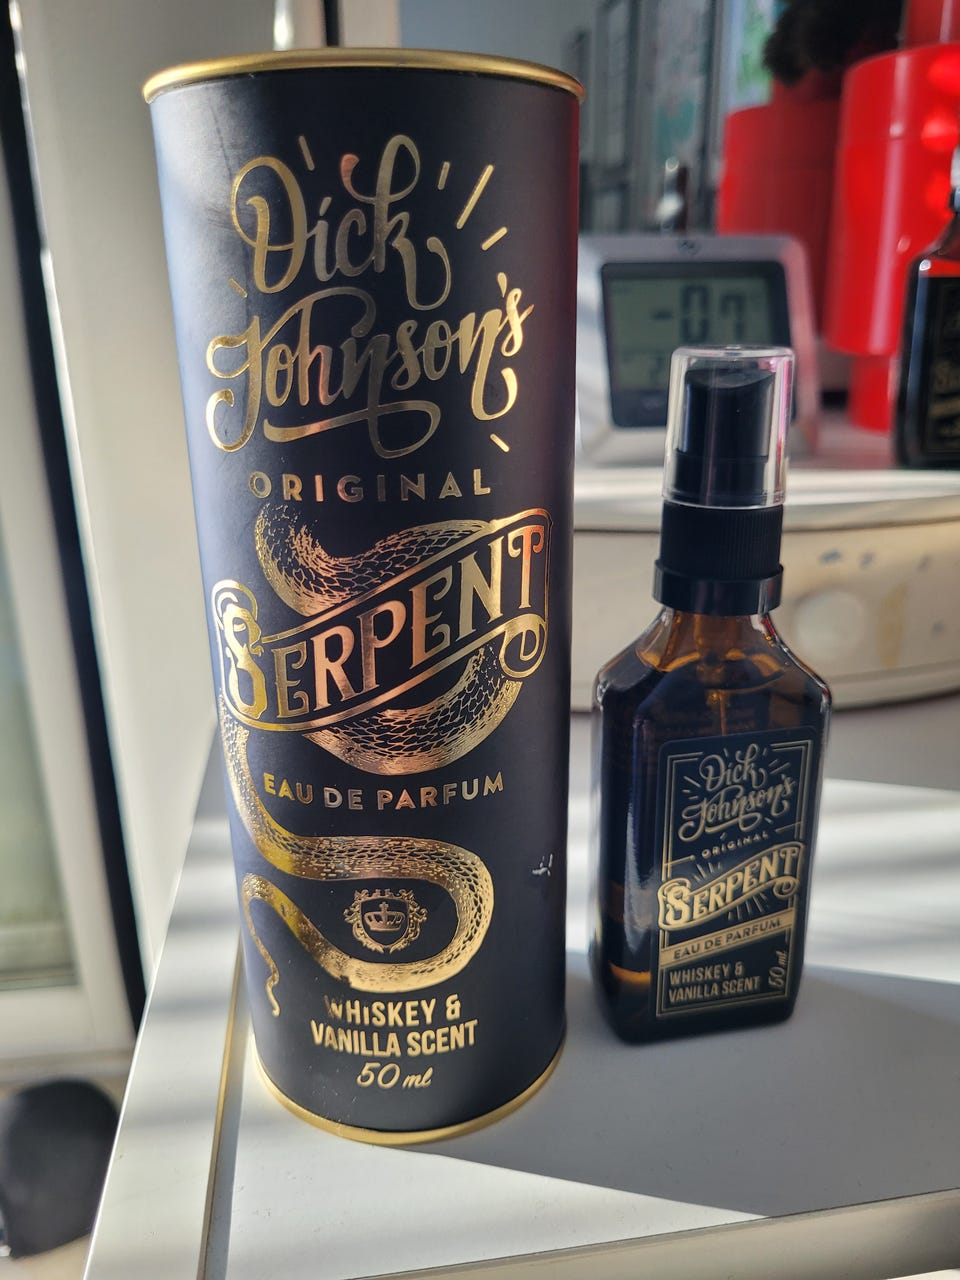 Dick
Johnson's
ORIGINAL
SERPENT
EAU DE PARFUM
WHiSKEY &
VANILLA SCENT
50 ml
Dick
Johnson's
ORIGINAL
SERPENT
EAU DE PARFUM
WHISKEY &
VANILLA SCENT
50 ml